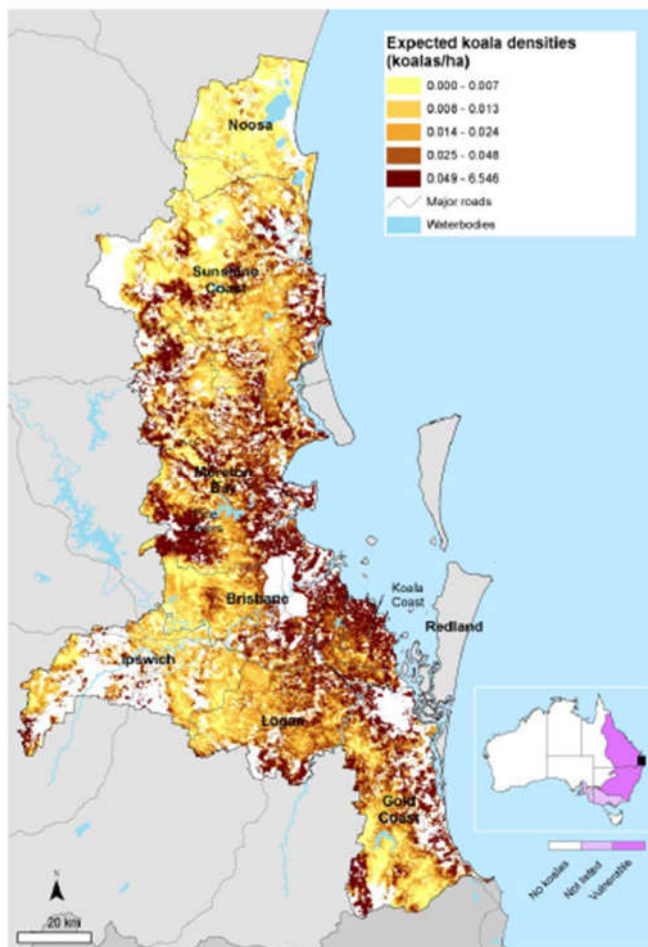 Expected koala densities
(koalas/ha)
0.000 - 0.007
0.008 - 0.013
0.014 - 0.024
0.025 - 0.048
0.049 - 6.546
Major roads
Waterbodies
Noosa
Sunshine
Coast
Moreton
Bay
Pine
Rivers
Koala
Coast
Brisbane
Redland
Ipswich
Logan
Gold
Coast
No koalas
Not listed
Vulnerable
N
20 km